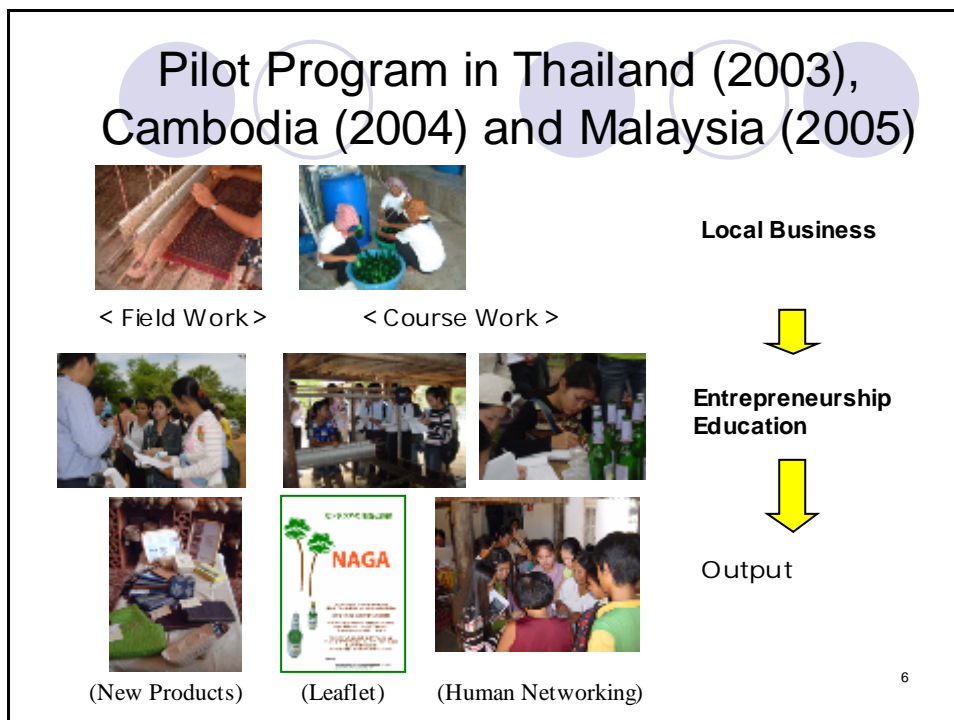 Pilot Program in Thailand (2003),
Cambodia (2004) and Malaysia (2005)
Local Business
< Field Work >
< Course Work >
Entrepreneurship
Education
NAGA
Output
(New Products)
(Leaflet)
(Human Networking)
6